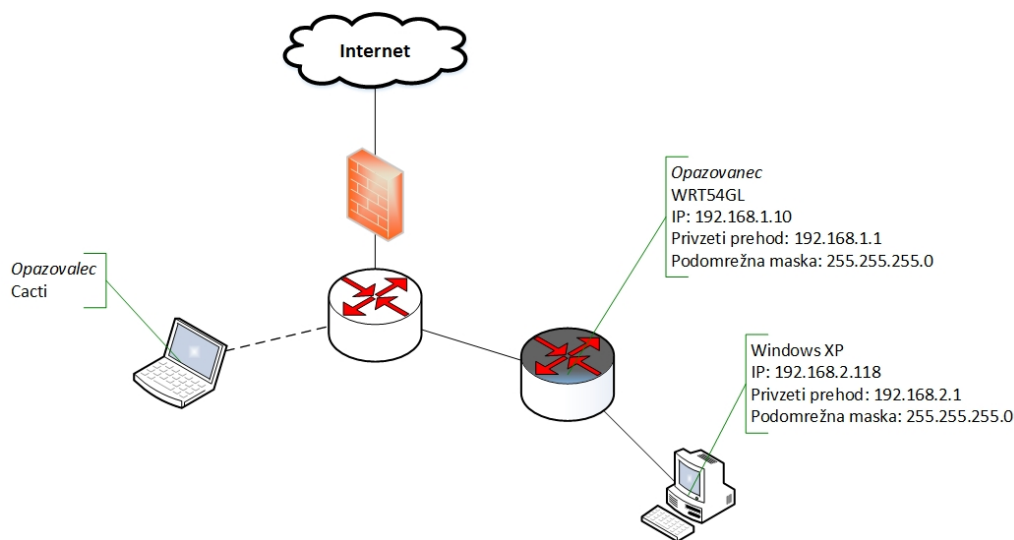 Internet
Opazovanec
WRT54GL
IP: 192.168.1.10
Privzeti prehod: 192.168.1.1
Podomrežna maska: 255.255.255.0
Opazovalec
Cacti
Windows XP
IP: 192.168.2.118
Privzeti prehod: 192.168.2.1
Podomrežna maska: 255.255.255.0